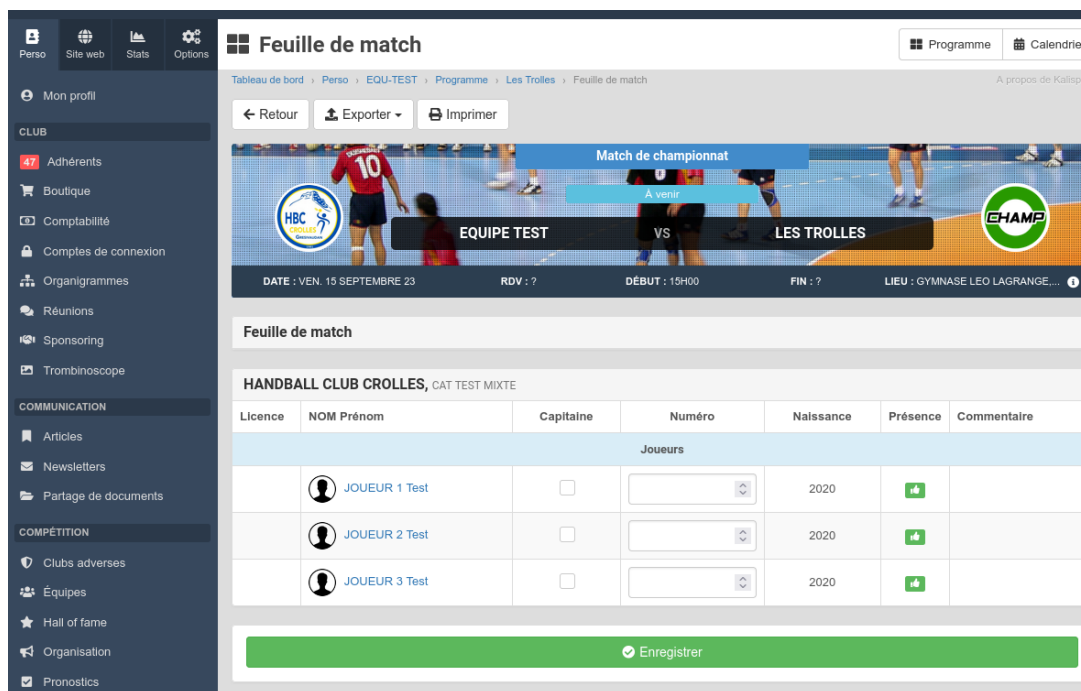 Perso
Site web
Stats
Options
Feuille de match
Programme
Calendrie
Tableau de bord › Perso › EQU-TEST › Programme › Les Trolles › Feuille de match
A propos de Kalisp
Mon profil
Retour
Exporter
Imprimer
CLUB
47 Adhérents
Boutique
Comptabilité
Comptes de connexion
Organigrammes
Réunions
Sponsoring
Trombinoscope
COMMUNICATION
Articles
Newsletters
Partage de documents
COMPÉTITION
Clubs adverses
Équipes
Hall of fame
Organisation
Pronostics
Match de championnat
10
À venir
HBC
CROLLES
EQUIPE TEST VS LES TROLLES
CHAMP
DATE : VEN. 15 SEPTEMBRE 23 RDV : ? DÉBUT : 15H00 FIN : ? LIEU : GYMNASE LEO LAGRANGE,...
Feuille de match
HANDBALL CLUB CROLLES, CAT TEST MIXTE
Licence NOM Prénom Capitaine Numéro Naissance Présence Commentaire
Joueurs
JOUEUR 1 Test 2020
JOUEUR 2 Test 2020
JOUEUR 3 Test 2020
Enregistrer